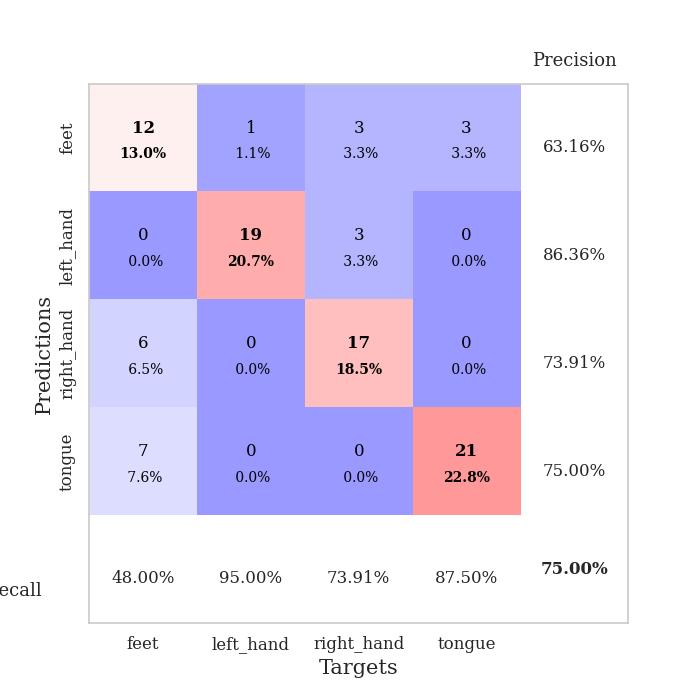 Precision
feet 12 1 3 3 63.16%
13.0% 1.1% 3.3% 3.3%
left_hand 0 19 3 0 86.36%
0.0% 20.7% 3.3% 0.0%
Predictions
right_hand 6 0 17 0 73.91%
6.5% 0.0% 18.5% 0.0%
tongue 7 0 0 21 75.00%
7.6% 0.0% 0.0% 22.8%
ecall 48.00% 95.00% 73.91% 87.50% 75.00%
feet left_hand right_hand tongue
Targets